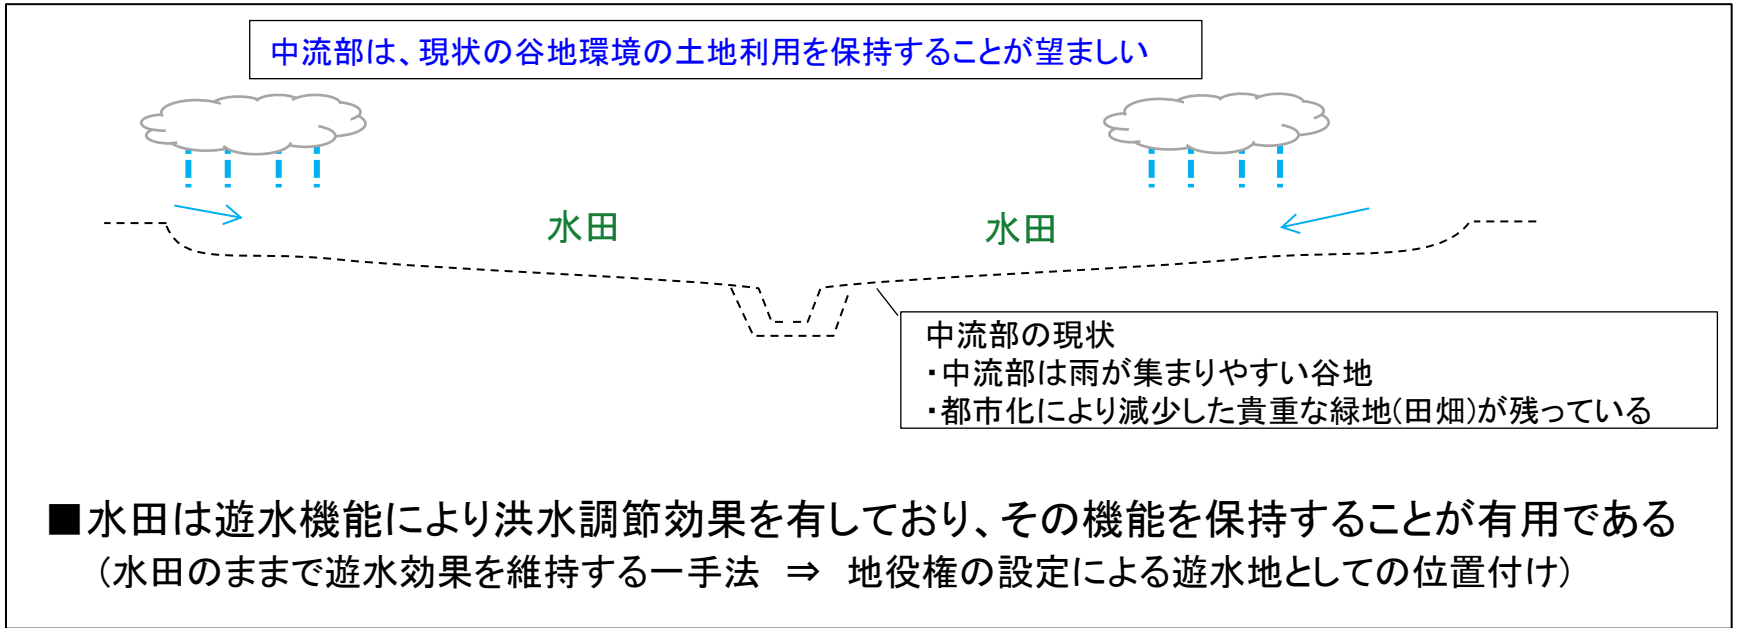 中流部は、現状の谷地環境の土地利用を保持することが望ましい
水田
水田
中流部の現状
・中流部は雨が集まりやすい谷地
・都市化により減少した貴重な緑地(田畑)が残っている
■水田は遊水機能により洪水調節効果を有しており、その機能を保持することが有用である
(水田のままで遊水効果を維持する一手法 ⇒ 地役権の設定による遊水地としての位置付け)